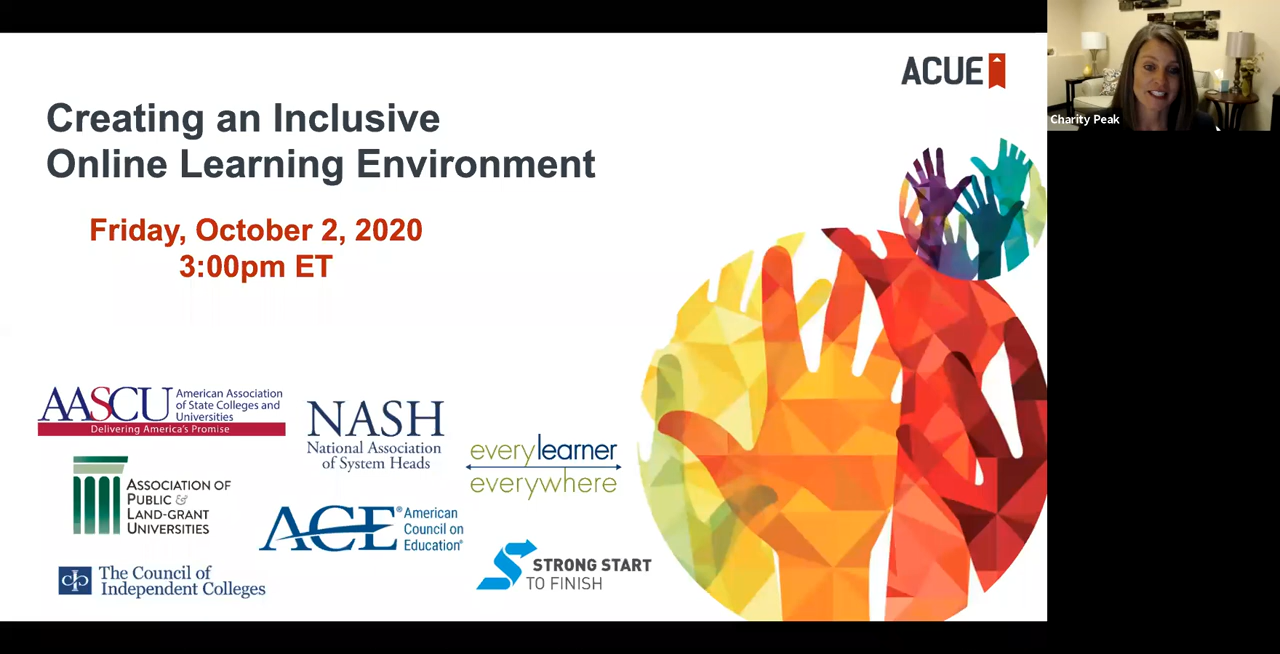 ACUE
Creating an Inclusive
Online Learning Environment
Friday, October 2, 2020
3:00pm ET
Charity Peak
AASCU
American Association
of State Colleges and
Universities
Delivering America's Promise
NASH
National Association
of System Heads
everylearner
everywhere
ASSOCIATION OF
PUBLIC &
LAND-GRANT
UNIVERSITIES
ACE®
American
Council on
Education®
STRONG START
TO FINISH
The Council of
Independent Colleges